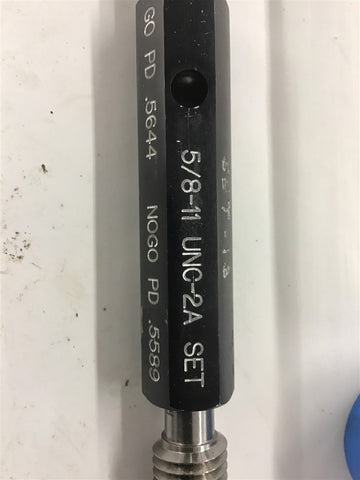 GO PD .5644 NOGO PD .5589
5/8-11 UNC-2A SET